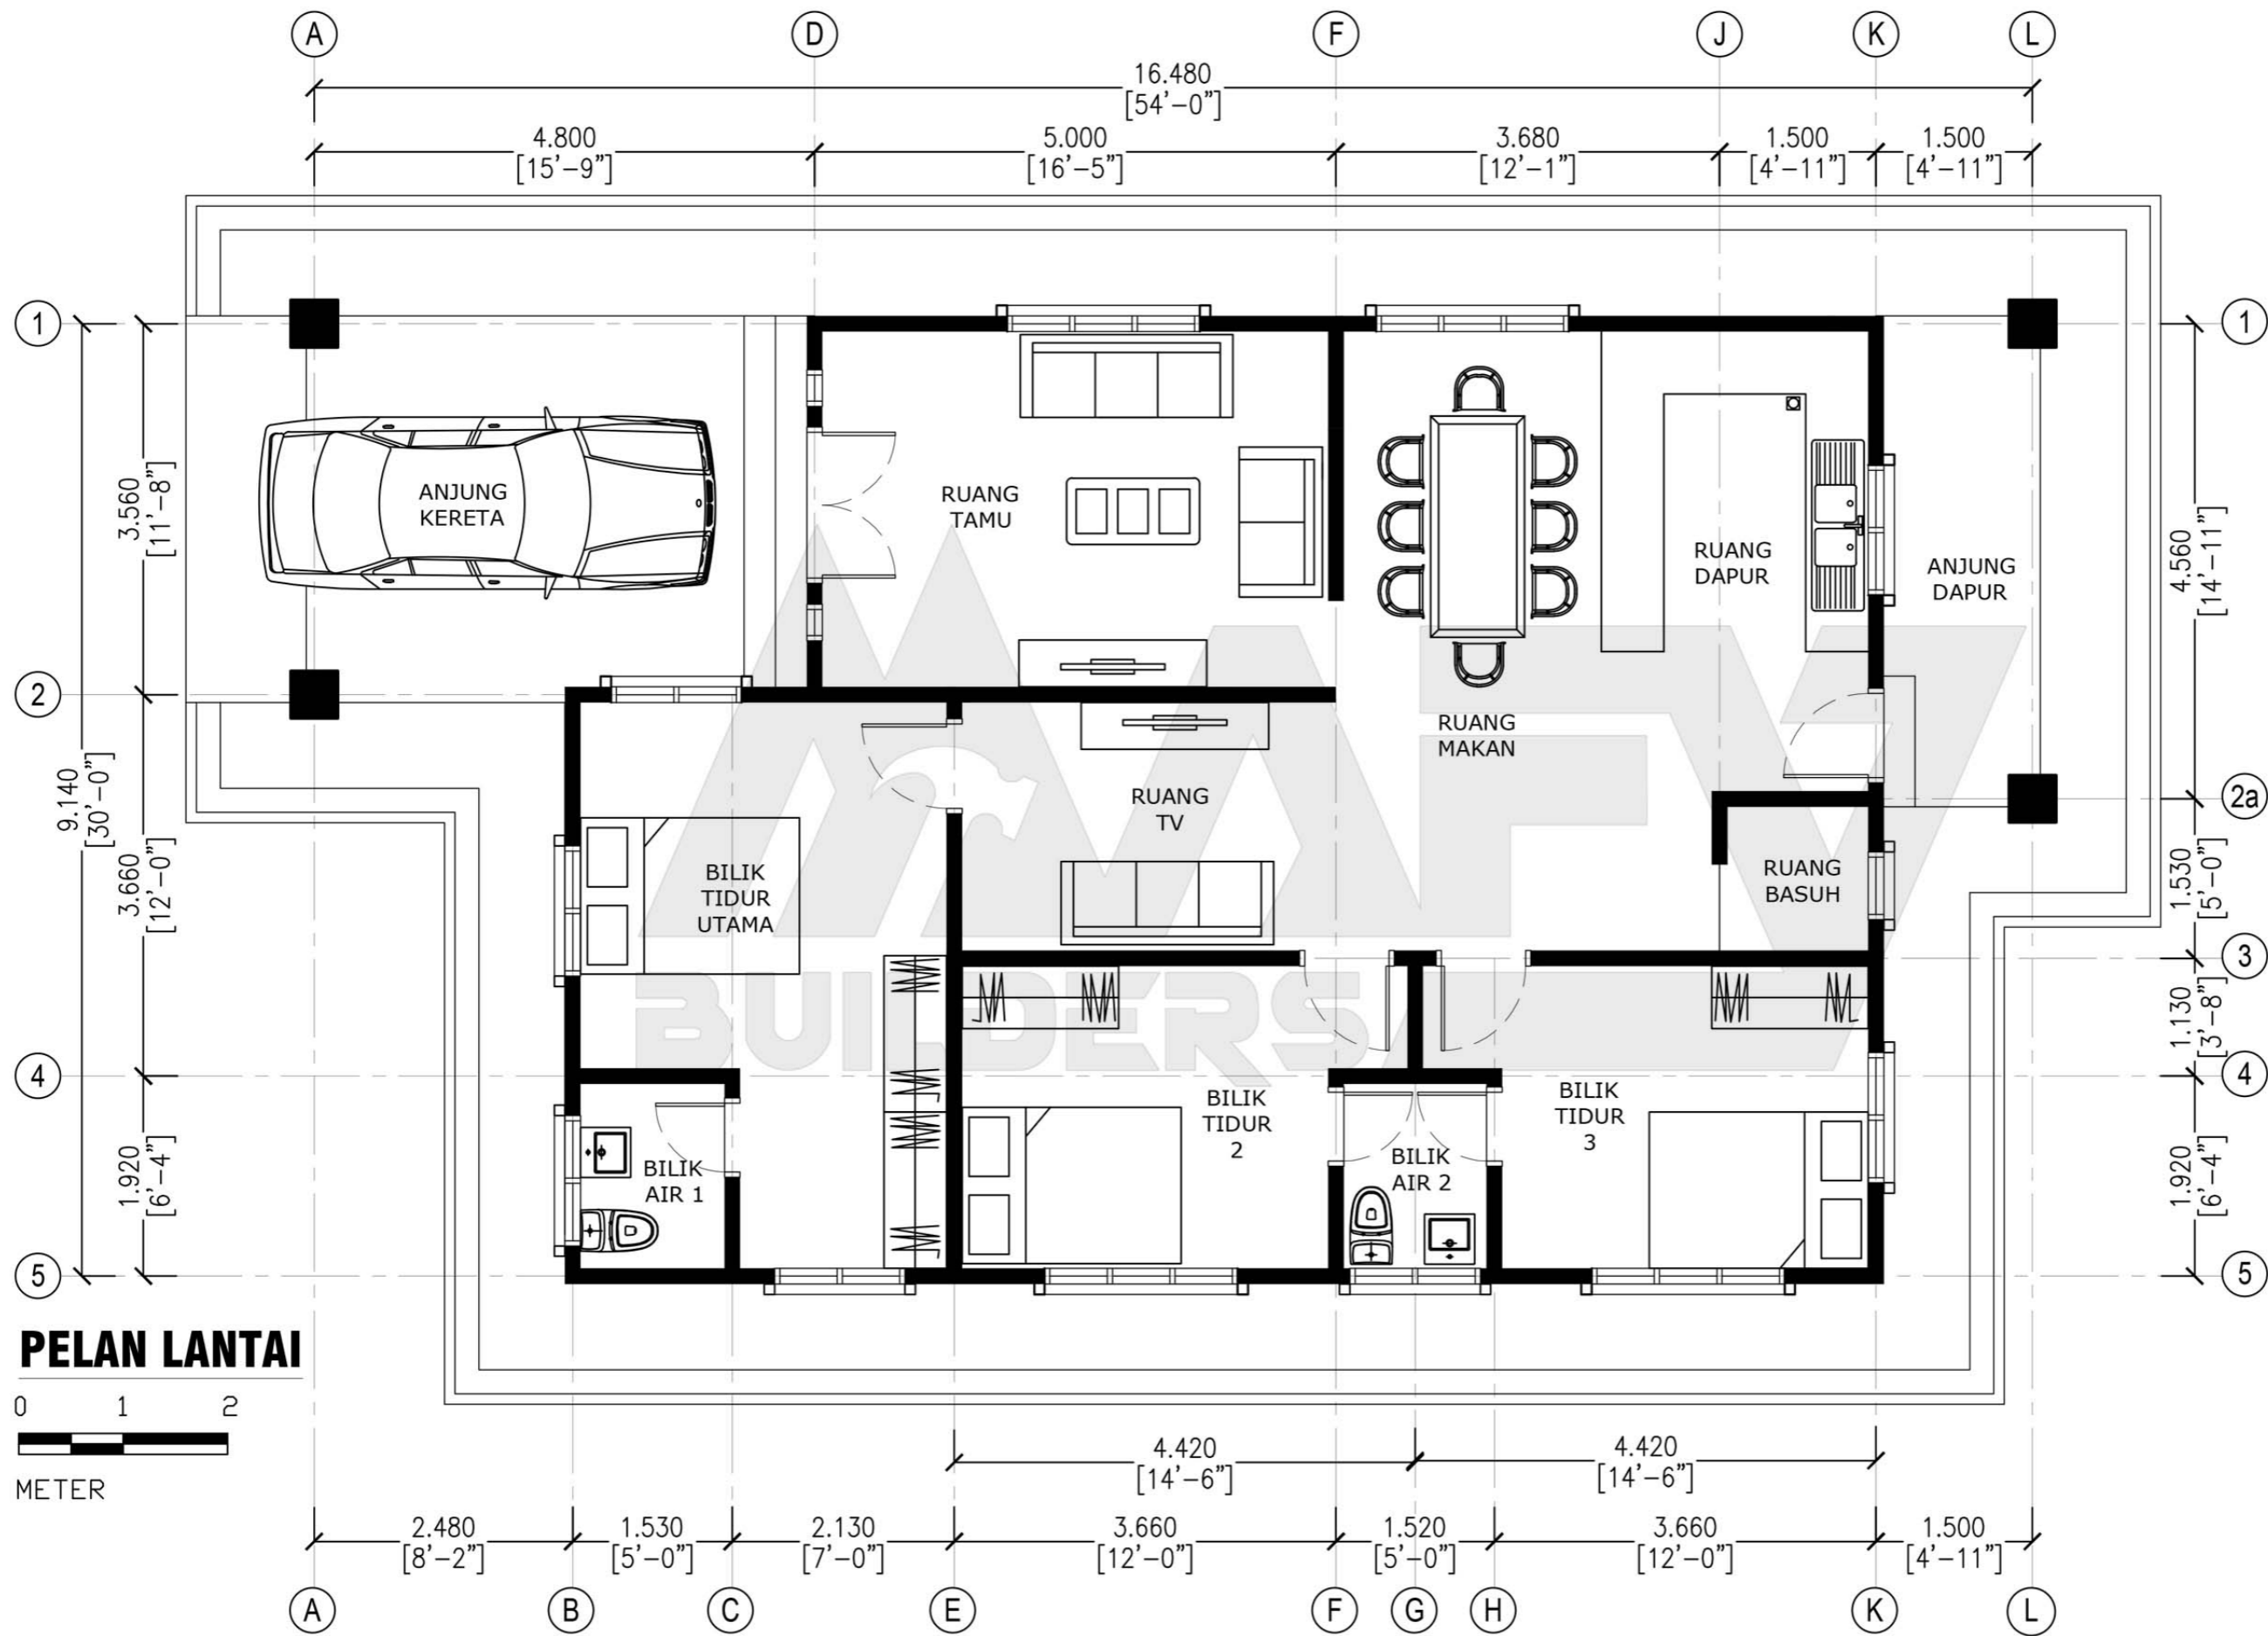 A D F J K L
16.480
[54'-0"]
4.800 5.000 3.680 1.500 1.500
[15'-9"] [16'-5"] [12'-1"] [4'-11"] [4'-11"]
1 1
3.560
[11'-8"]
ANJUNG
KERETA
RUANG
TAMU
RUANG
DAPUR
ANJUNG
DAPUR
4.560
[14'-11"]
2
9.140
[30'-0"]
3.660
[12'-0"]
RUANG
MAKAN
RUANG
TV
2a
BILIK
TIDUR
UTAMA
RUANG
BASUH
1.530
[5'-0"]
3
MAFV
BUILDERS
1.130
[3'-8"]
4 4
BILIK
TIDUR
2
BILIK
TIDUR
3
1.920
[6'-4"]
BILIK
AIR 1
BILIK
AIR 2
1.920
[6'-4"]
5 5
PELAN LANTAI
0 1 2
METER
4.420 4.420
[14'-6"] [14'-6"]
2.480 1.530 2.130 3.660 1.520 3.660 1.500
[8'-2"] [5'-0"] [7'-0"] [12'-0"] [5'-0"] [12'-0"] [4'-11"]
A B C E F G H K L